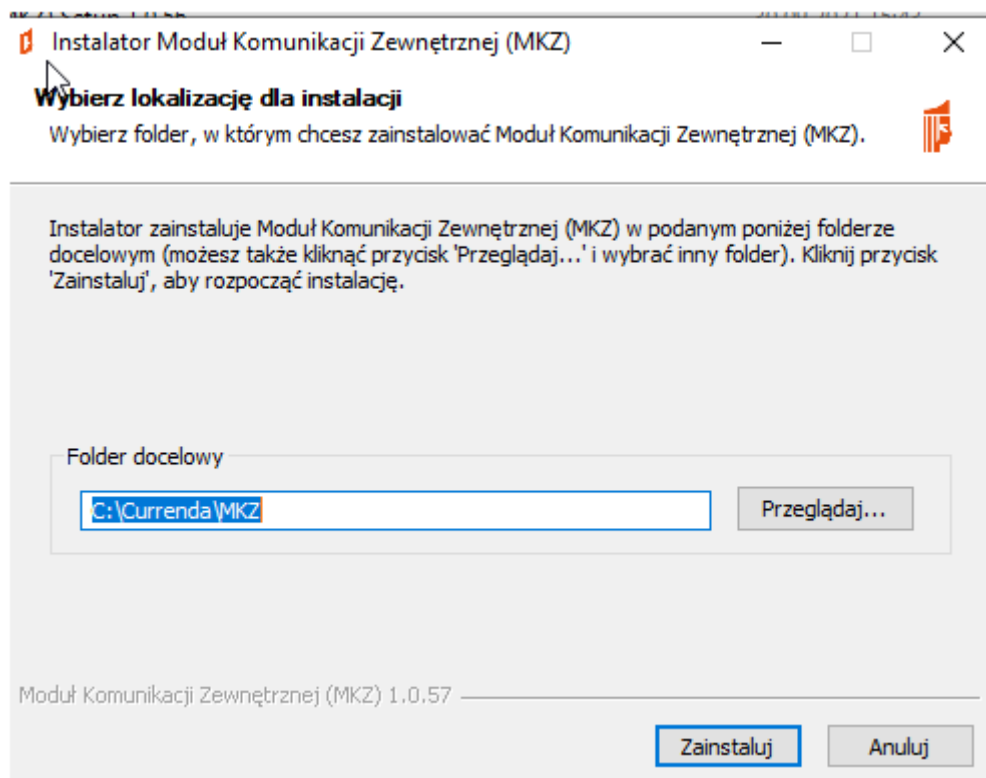 Instalator Moduł Komunikacji Zewnętrznej (MKZ)
Wybierz lokalizację dla instalacji
Wybierz folder, w którym chcesz zainstalować Moduł Komunikacji Zewnętrznej (MKZ).
Instalator zainstaluje Moduł Komunikacji Zewnętrznej (MKZ) w podanym poniżej folderze
docelowym (możesz także kliknąć przycisk 'Przeglądaj...' i wybrać inny folder). Kliknij przycisk
'Zainstaluj', aby rozpocząć instalację.
Folder docelowy
C:\Currenda\MKZ
Przeglądaj...
Moduł Komunikacji Zewnętrznej (MKZ) 1.0.57
Zainstaluj
Anuluj